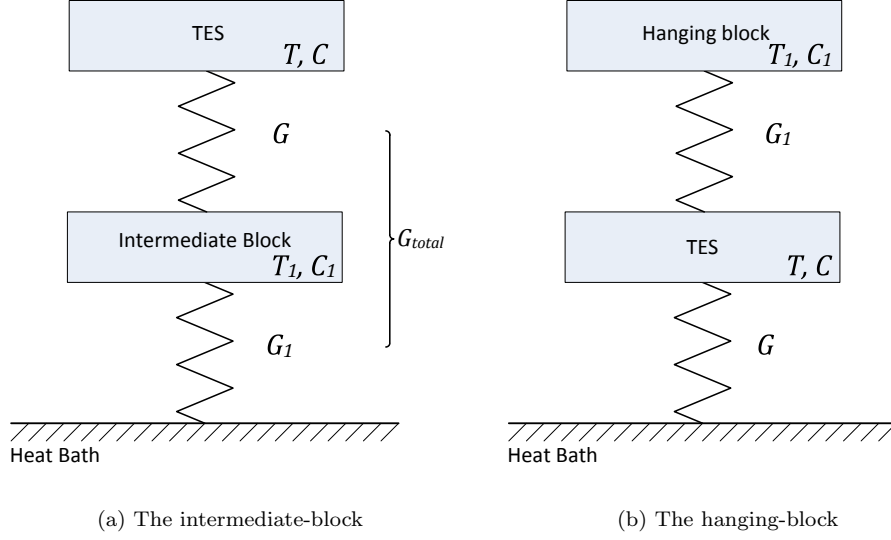 TES
T, C
G
Intermediate Block
T1, C1
Gtotal
G1
Heat Bath
(a) The intermediate-block
Hanging block
T1, C1
G1
TES
T, C
G
Heat Bath
(b) The hanging-block